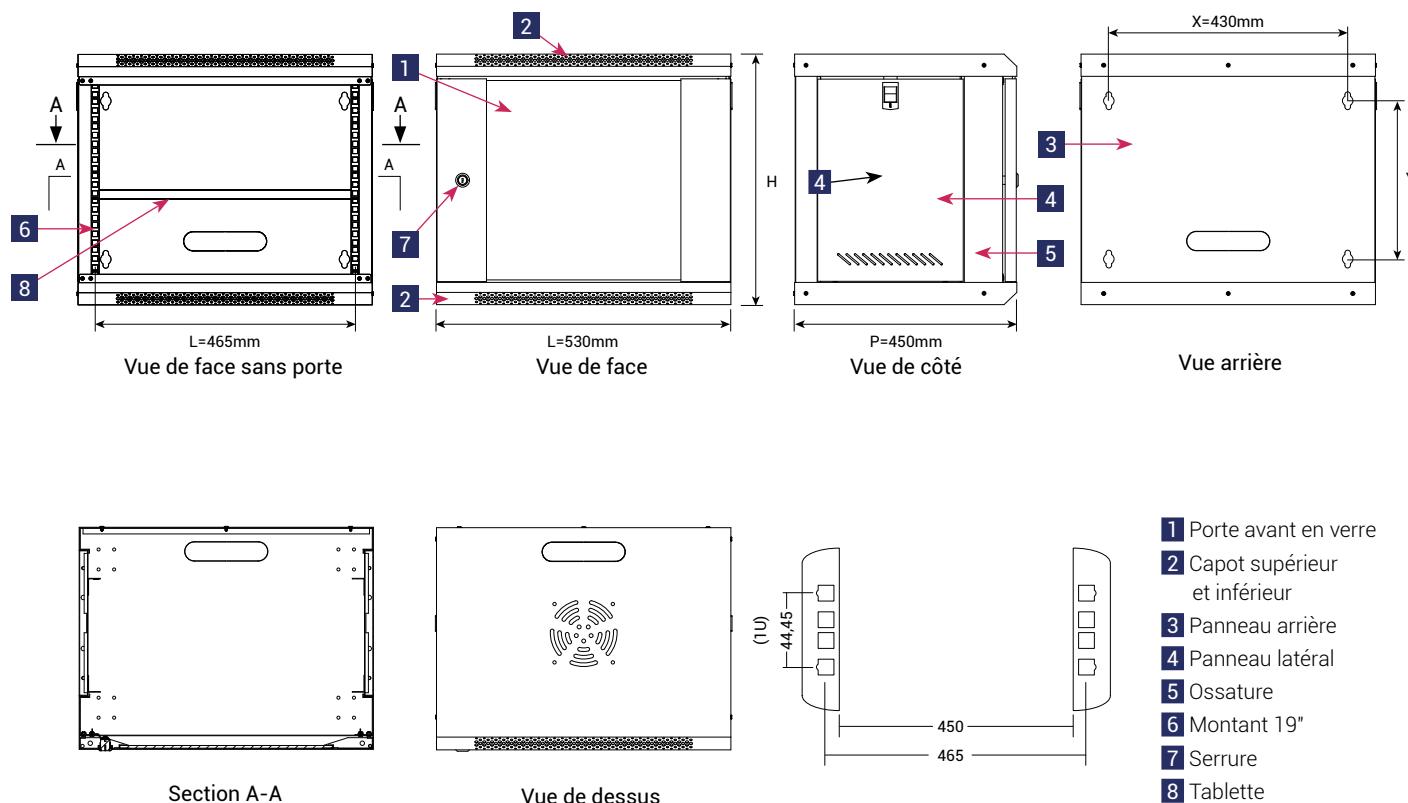 2
X=430mm
1
A
A
3
A
A
4
H
4
6
7
5
8
2
L=465mm
L=530mm
P=450mm
Vue de face sans porte
Vue de face
Vue de côté
Vue arrière
1 Porte avant en verre
2 Capot supérieur
et inférieur
3 Panneau arrière
4 Panneau latéral
5 Ossature
6 Montant 19"
7 Serrure
8 Tablette
(1U)
44,45
450
465
Section A-A
Vue de dessus